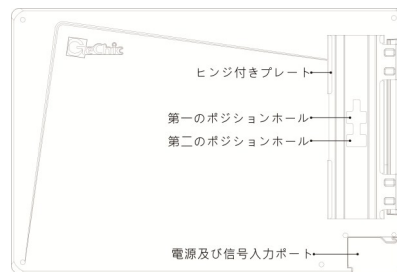 GeChic
ヒンジ付きプレート
第一のポジションホール
第二のポジションホール
電源及び信号入力ポート